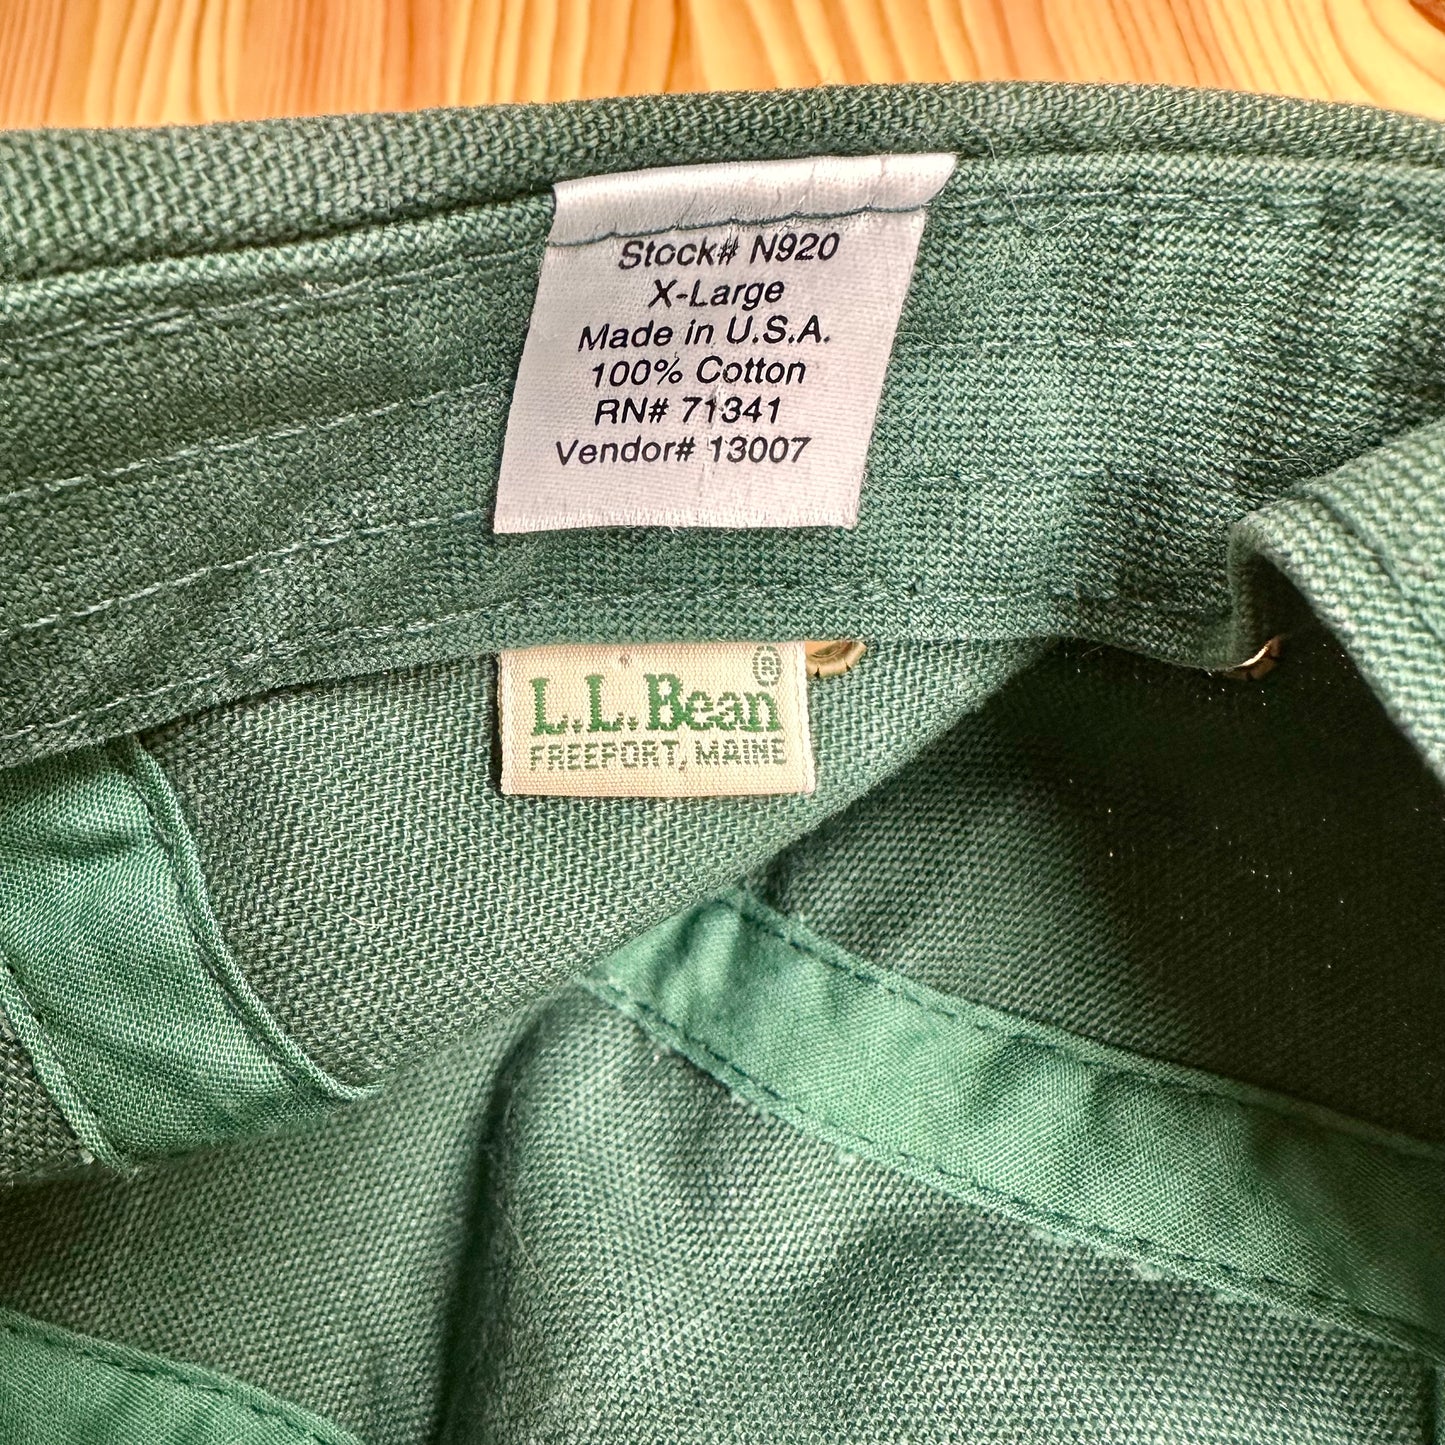 Stock# N920
X-Large
Made in U.S.A.
100% Cotton
RN# 71341
Vendor# 13007
L.L.Bean®
FREEPORT, MAINE